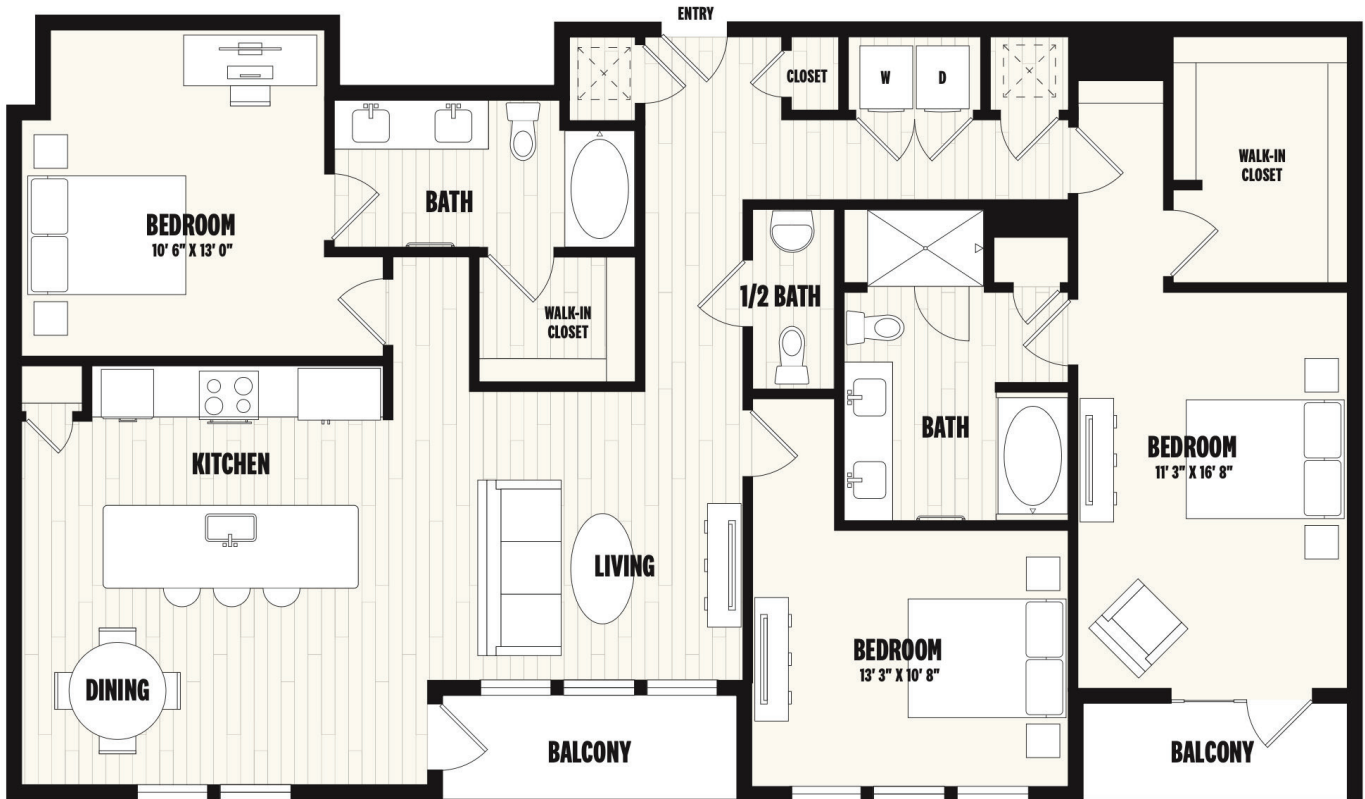 ENTRY
CLOSET
W
D
WALK-IN
CLOSET
BATH
BEDROOM
10' 6" X 13' 0"
1/2 BATH
WALK-IN
CLOSET
BATH
BEDROOM
11' 3" X 16' 8"
KITCHEN
LIVING
BEDROOM
13' 3" X 10' 8"
DINING
BALCONY
BALCONY